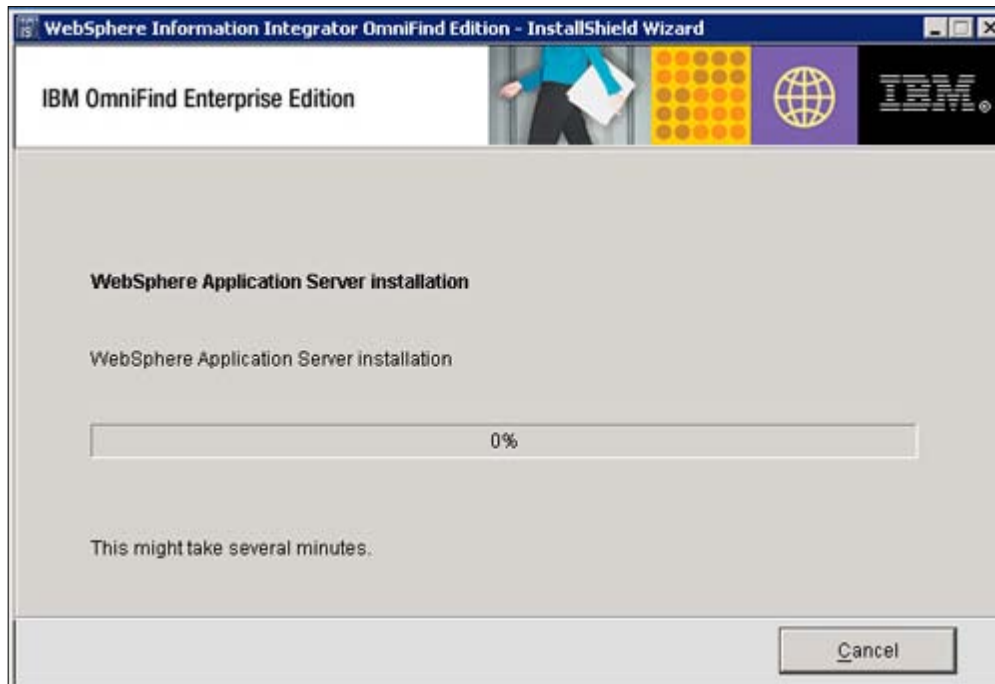 WebSphere Information Integrator OmniFind Edition - InstallShield Wizard
IBM OmniFind Enterprise Edition
IBM®
WebSphere Application Server installation
WebSphere Application Server installation
0%
This might take several minutes.
Cancel